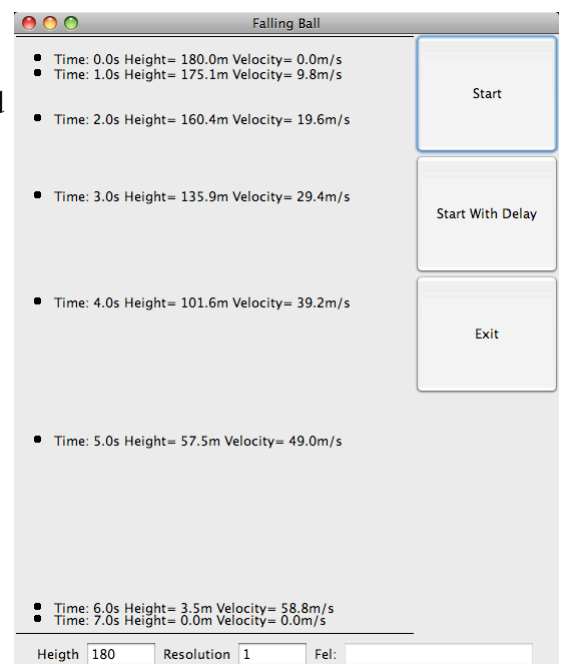 Falling Ball
Time: 0.0s Height= 180.0m Velocity= 0.0m/s
Time: 1.0s Height= 175.1m Velocity= 9.8m/s
Start
Time: 2.0s Height= 160.4m Velocity= 19.6m/s
Time: 3.0s Height= 135.9m Velocity= 29.4m/s
Start With Delay
Time: 4.0s Height= 101.6m Velocity= 39.2m/s
Exit
Time: 5.0s Height= 57.5m Velocity= 49.0m/s
Time: 6.0s Height= 3.5m Velocity= 58.8m/s
Time: 7.0s Height= 0.0m Velocity= 0.0m/s
Heigth 180 Resolution 1 Fel: